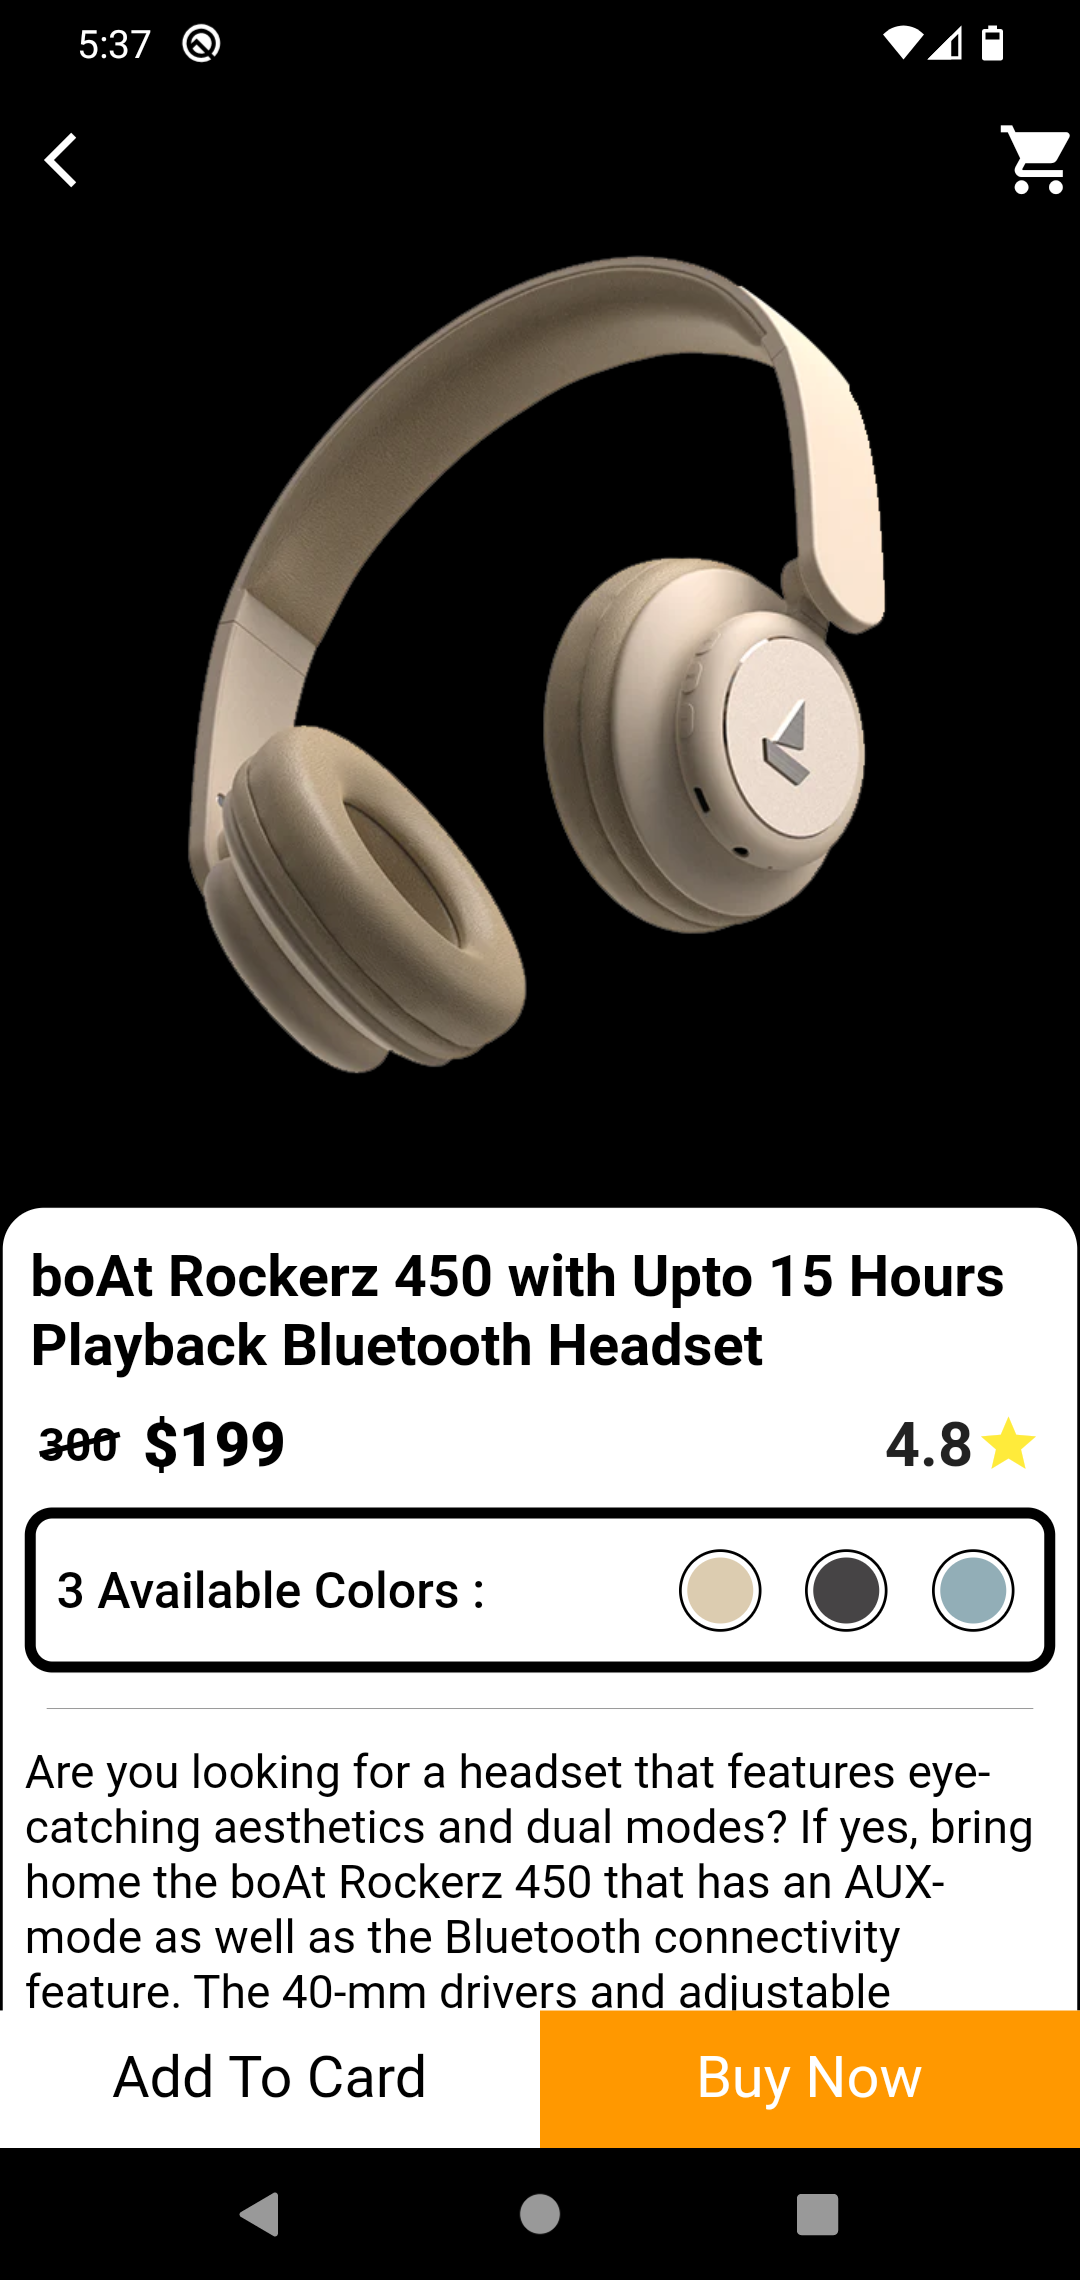 5:37
boAt Rockerz 450 with Upto 15 Hours
Playback Bluetooth Headset
300 $199 4.8
3 Available Colors :
Are you looking for a headset that features eye-
catching aesthetics and dual modes? If yes, bring
home the boAt Rockerz 450 that has an AUX-
mode as well as the Bluetooth connectivity
feature. The 40-mm drivers and adjustable
Add To Card Buy Now